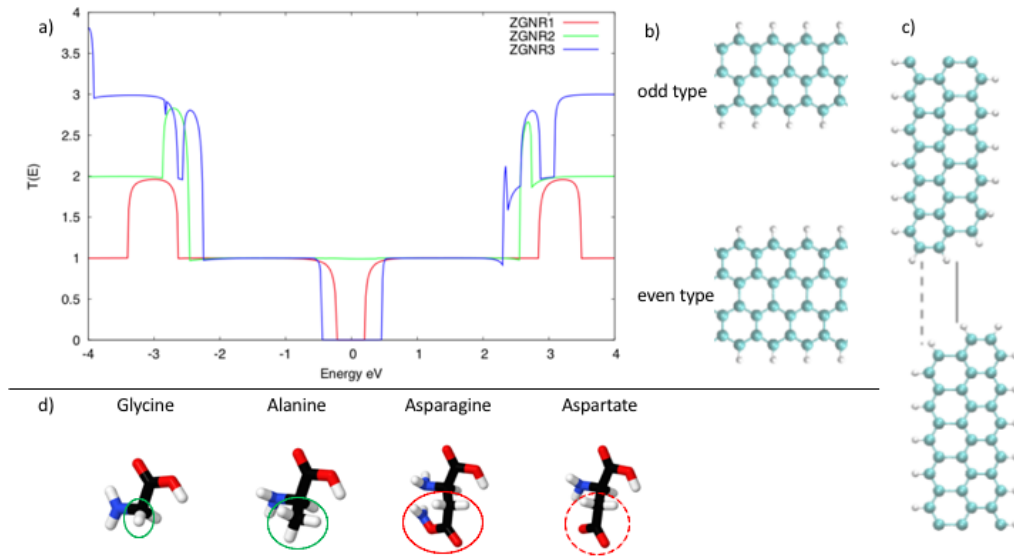 a)
ZGNR1
ZGNR2
ZGNR3
4
3.5
3
2.5
2
1.5
1
0.5
0
T(E)
-4
-3
-2
-1
0
1
2
3
4
Energy eV
b)
odd type
even type
c)
d)
Glycine
Alanine
Asparagine
Aspartate